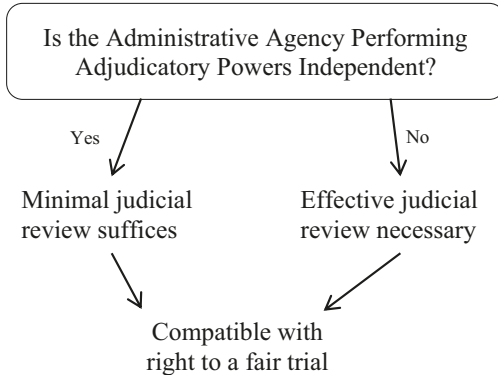 Is the Administrative Agency Performing
Adjudicatory Powers Independent?
Yes
No
Minimal judicial
review suffices
Effective judicial
review necessary
Compatible with
right to a fair trial